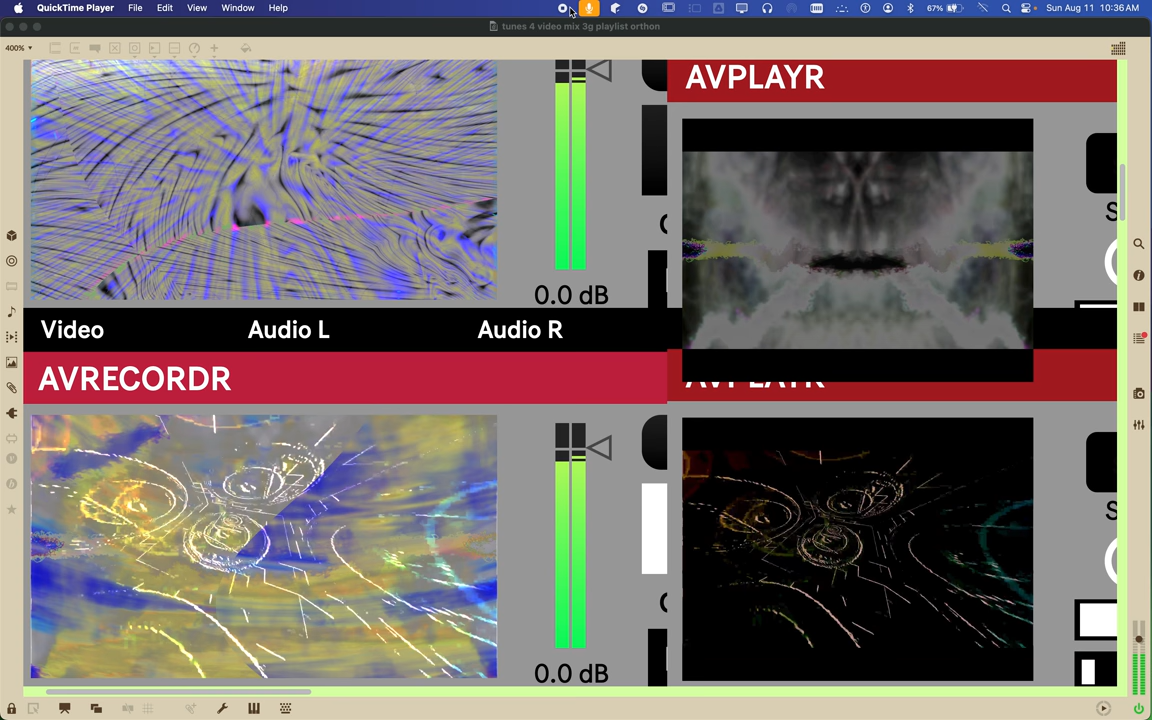 QuickTime Player File Edit View Window Help 67% Sun Aug 11 10:36 AM
tunes 4 video mix 3g playlist orthon
400%
AVPLAYR
0.0 dB
Video Audio L Audio R
AVRECORDR
0.0 dB